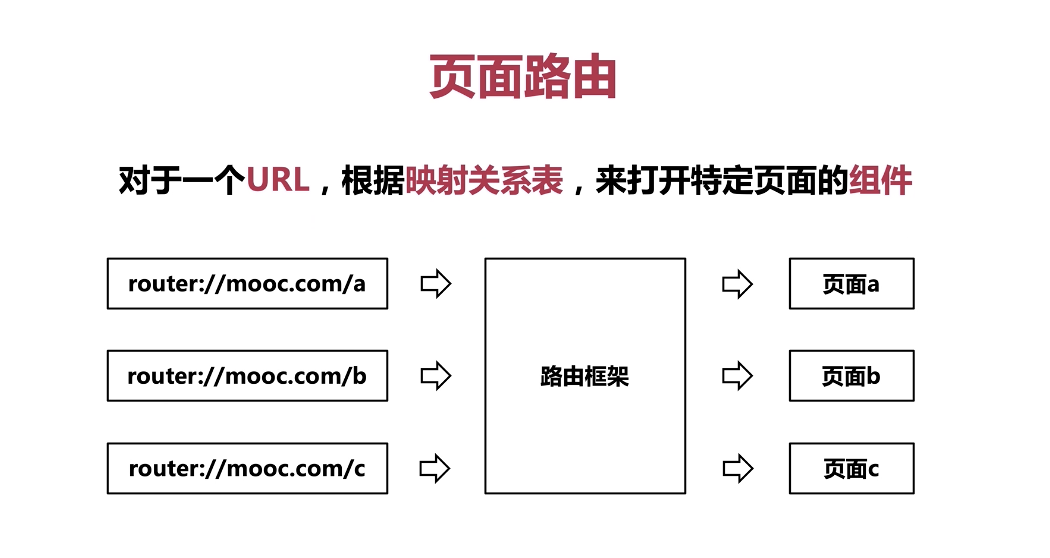 页面路由
对于一个URL，根据映射关系表，来打开特定页面的组件
router://mooc.com/a
页面a
router://mooc.com/b
路由框架
页面b
router://mooc.com/c
页面c